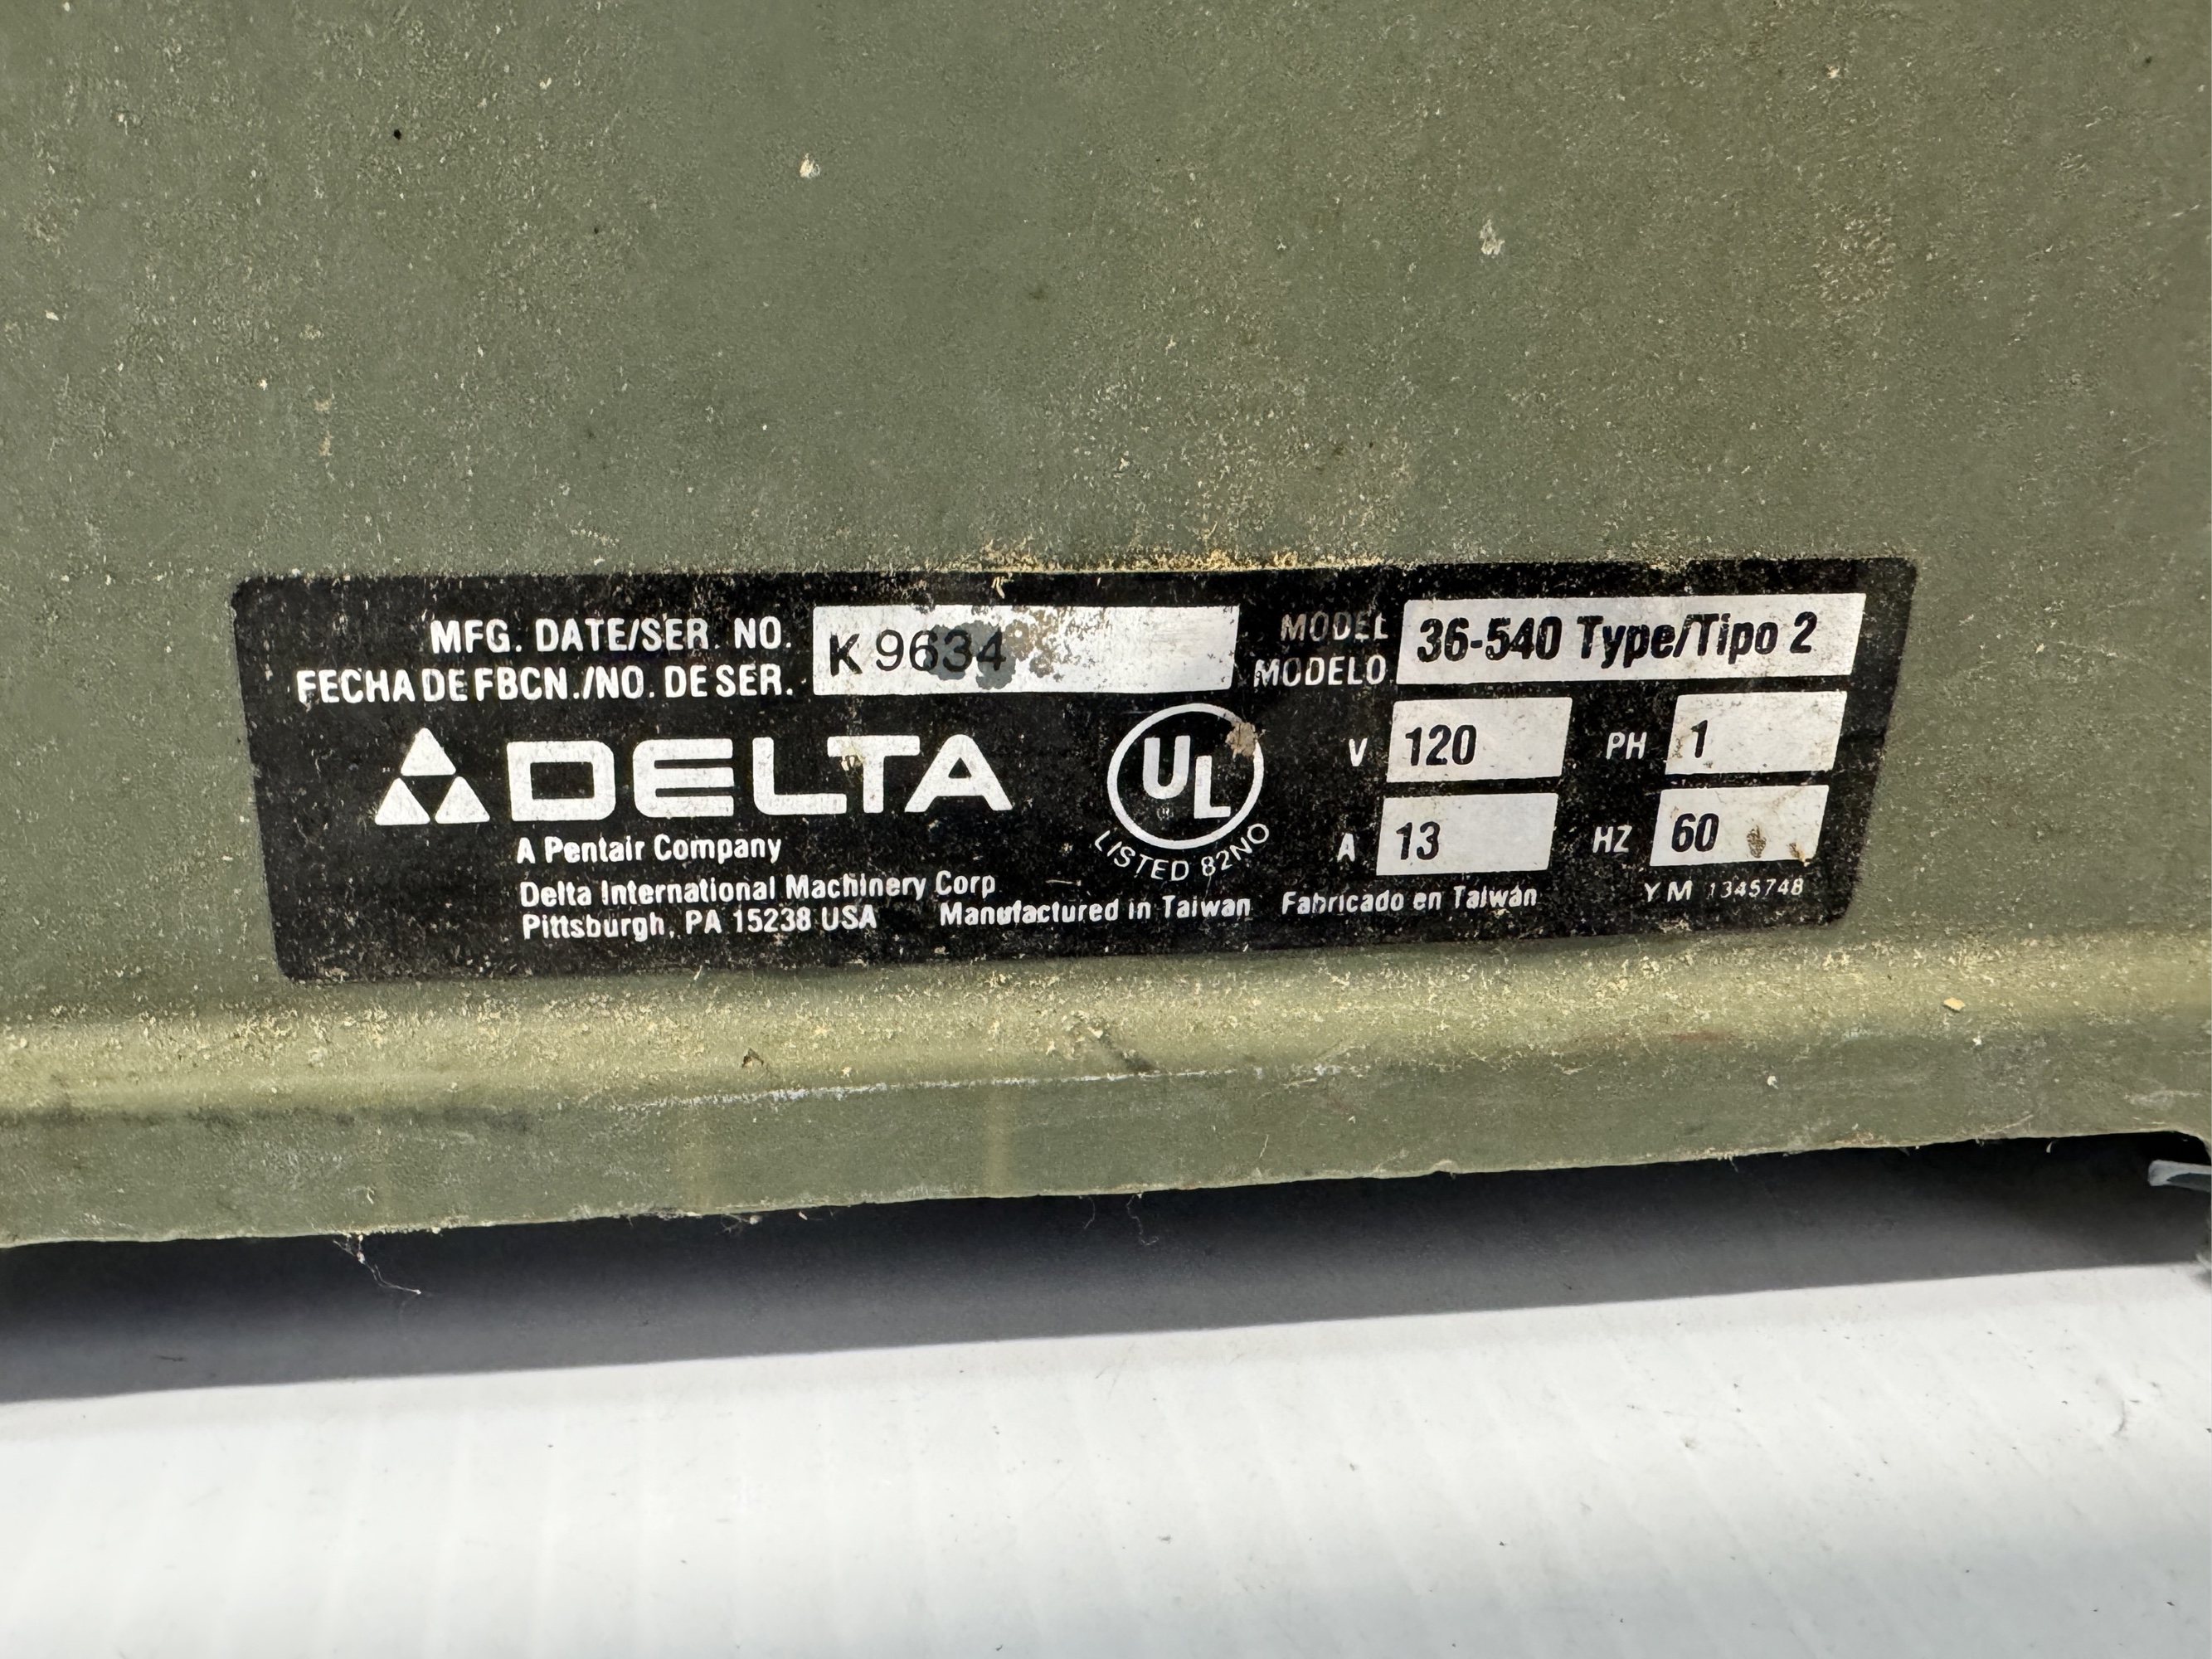 MFG. DATE/SER. NO.
FECHA DE FBCN./NO. DE SER.
K 9634
MODEL
MODELO
36-540 Type/Tipo 2
V 120 PH 1
A 13 HZ 60
DELTA
A Pentair Company
Delta International Machinery Corp
Pittsburgh, PA 15238 USA
UL
LISTED 82NO
Manufactured in Taiwan Fabricado en Taiwán
YM 1345748